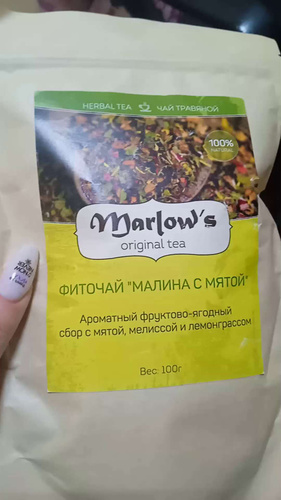 HERBAL TEA ЧАЙ ТРАВЯНОЙ
100%
NATURAL
Marlow's
original tea
ФИТОЧАЙ "МАЛИНА С МЯТОЙ"
Ароматный фруктово-ягодный
сбор с мятой, мелиссой и лемонграссом
Вес: 100г